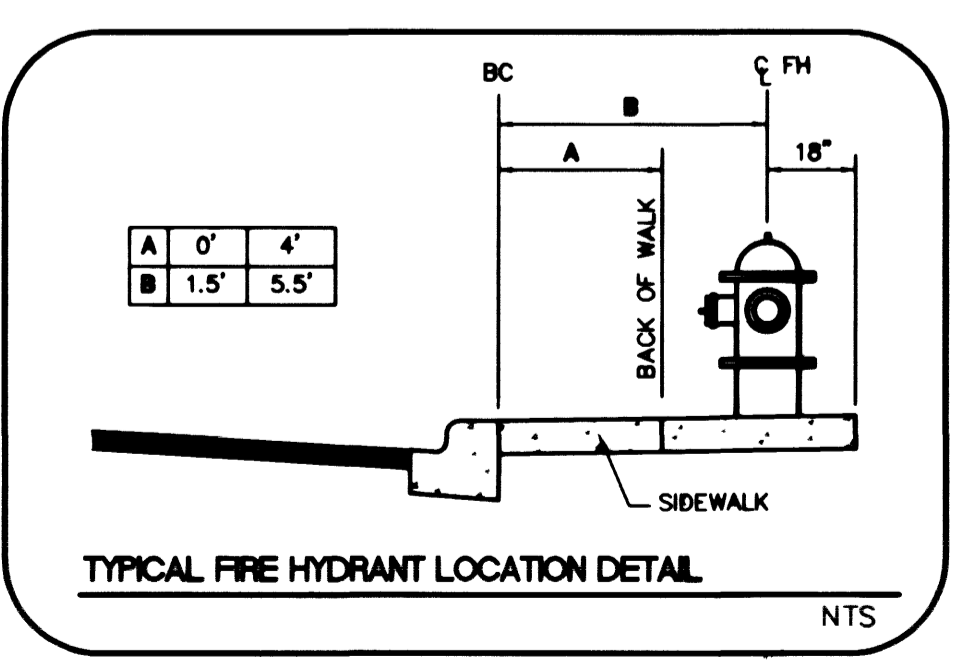 BC
℄ FH
B
A
18"
A 0' 4'
B 1.5' 5.5'
BACK OF WALK
SIDEWALK
TYPICAL FIRE HYDRANT LOCATION DETAIL
NTS